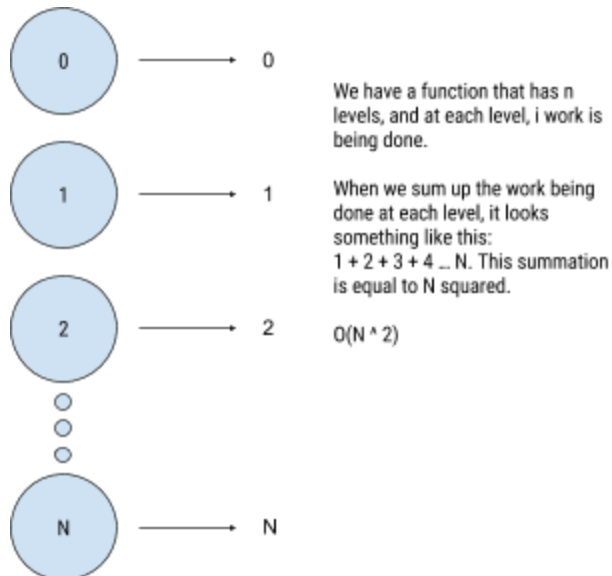 0
0
We have a function that has n
levels, and at each level, i work is
being done.
1
1
When we sum up the work being
done at each level, it looks
something like this:
1 + 2 + 3 + 4 ... N. This summation
is equal to N squared.
2
2
O(N ^ 2)
N
N